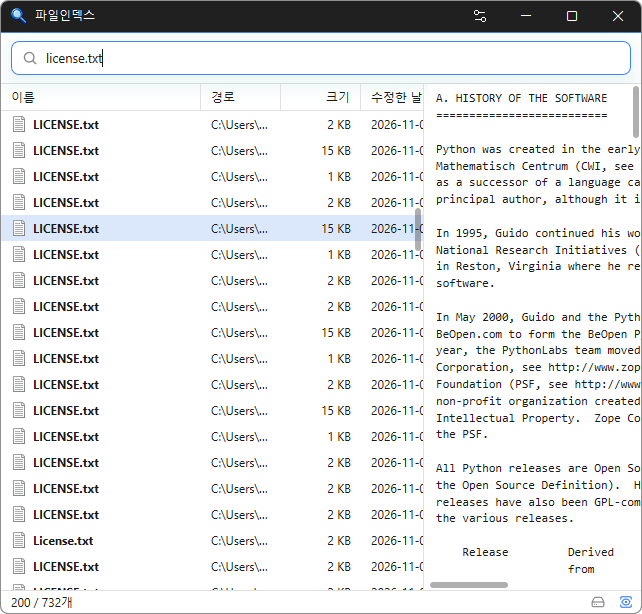 파일인덱스
license.txt
이름 경로 크기 수정한 날
LICENSE.txt C:\Users\... 2 KB 2026-11-0
LICENSE.txt C:\Users\... 15 KB 2026-11-0
LICENSE.txt C:\Users\... 1 KB 2026-11-0
LICENSE.txt C:\Users\... 2 KB 2026-11-0
LICENSE.txt C:\Users\... 15 KB 2026-11-0
LICENSE.txt C:\Users\... 1 KB 2026-11-0
LICENSE.txt C:\Users\... 2 KB 2026-11-0
LICENSE.txt C:\Users\... 2 KB 2026-11-0
LICENSE.txt C:\Users\... 15 KB 2026-11-0
LICENSE.txt C:\Users\... 1 KB 2026-11-0
LICENSE.txt C:\Users\... 2 KB 2026-11-0
LICENSE.txt C:\Users\... 15 KB 2026-11-0
LICENSE.txt C:\Users\... 1 KB 2026-11-0
LICENSE.txt C:\Users\... 2 KB 2026-11-0
LICENSE.txt C:\Users\... 2 KB 2026-11-0
LICENSE.txt C:\Users\... 2 KB 2026-11-0
License.txt C:\Users\... 2 KB 2026-11-0
LICENSE.txt C:\Users\... 2 KB 2026-11-0
A. HISTORY OF THE SOFTWARE
==========================
Python was created in the early
Mathematisch Centrum (CWI, see
as a successor of a language ca
principal author, although it i
In 1995, Guido continued his wo
National Research Initiatives (
in Reston, Virginia where he re
software.
In May 2000, Guido and the Pyth
BeOpen.com to form the BeOpen P
year, the PythonLabs team moved
Corporation, see http://www.zop
Foundation (PSF, see http://www
non-profit organization created
Intellectual Property.  Zope Co
the PSF.
All Python releases are Open So
the Open Source Definition).  H
releases have also been GPL-com
the various releases.
Release Derived
from
200 / 732개